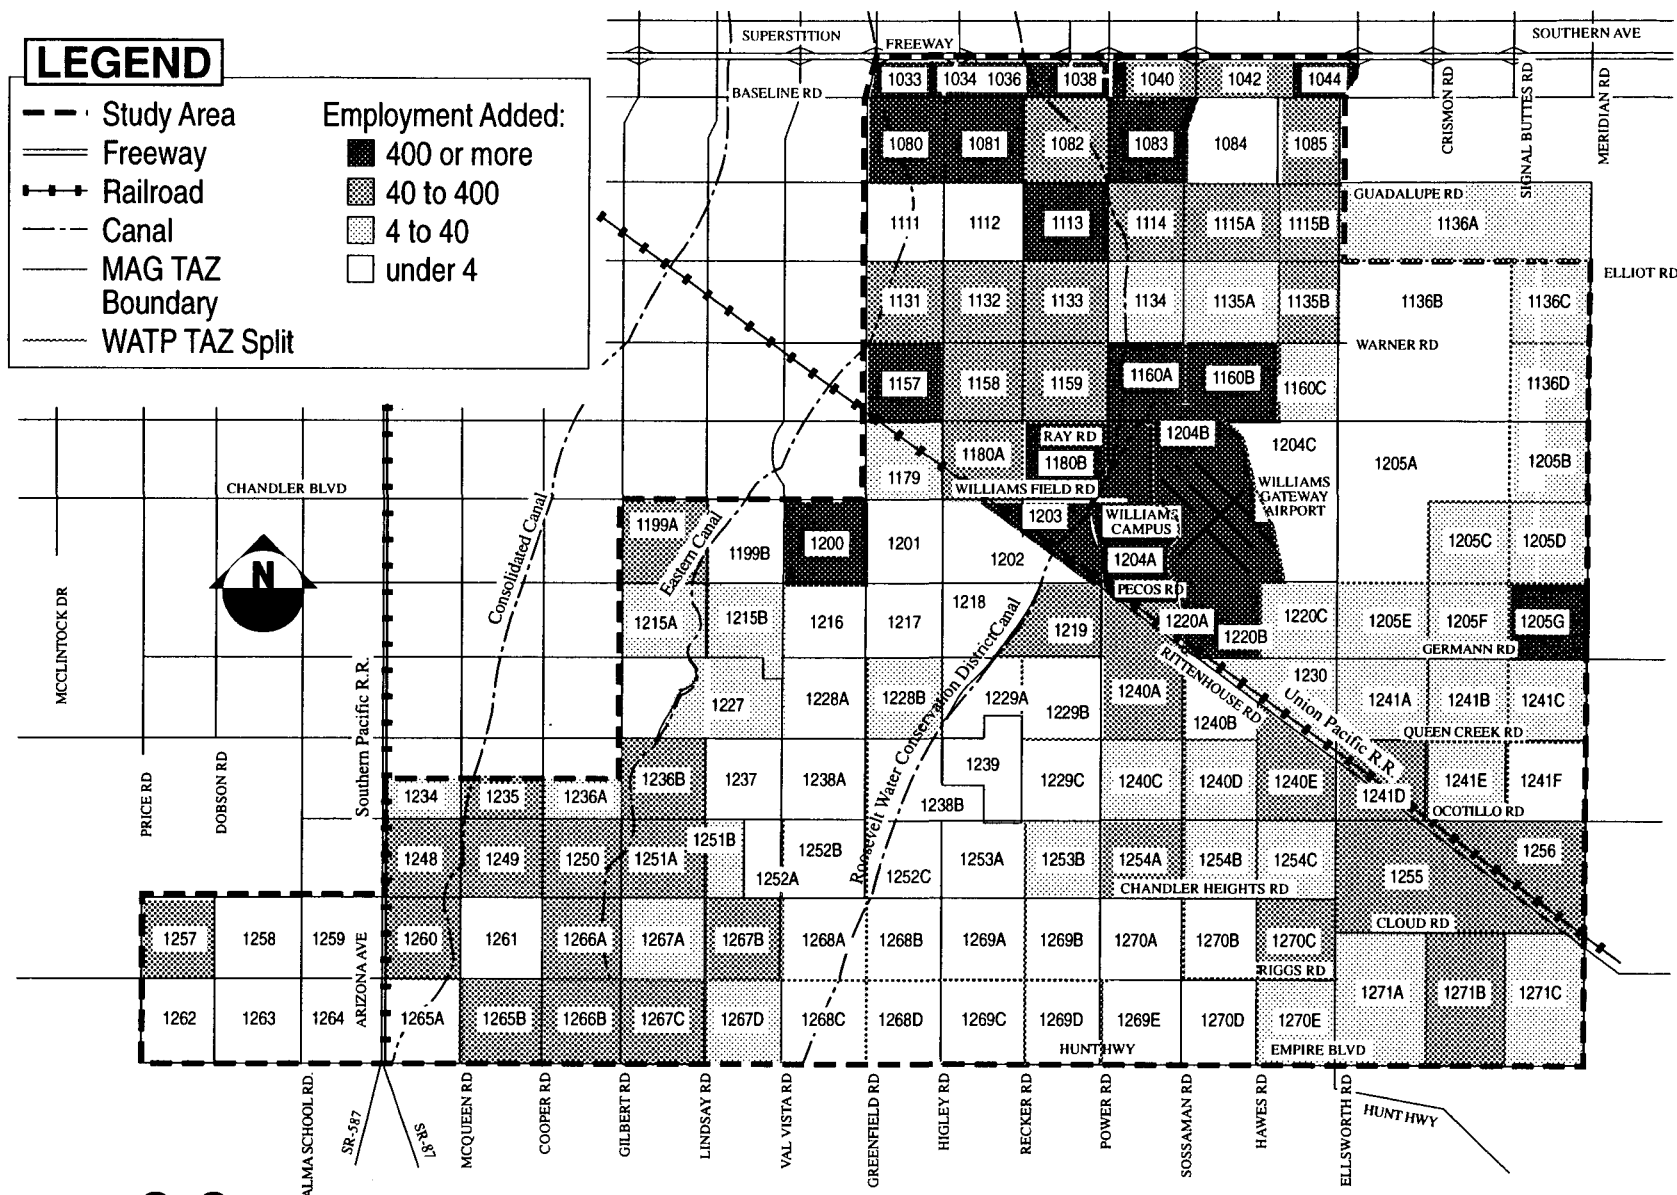 SUPERSTITION
FREEWAY
SOUTHERN AVE
LEGEND
Study Area
Freeway
Railroad
Canal
MAG TAZ
Boundary
WATP TAZ Split
Employment Added:
400 or more
40 to 400
4 to 40
under 4
BASELINE RD
CRISMON RD
SIGNAL BUTTES RD
MERIDIAN RD
1033 1034 1036 1038 1040 1042 1044
1080 1081 1082 1083 1084 1085
GUADALUPE RD
1111 1112 1113 1114 1115A 1115B 1136A
ELLIOT RD
1131 1132 1133 1134 1135A 1135B 1136B 1136C
WARNER RD
1157 1158 1159 1160A 1160B 1160C 1136D
RAY RD
1179 1180A 1180B 1204B 1204C 1205A 1205B
WILLIAMS FIELD RD
WILLIAMS
GATEWAY
AIRPORT
CHANDLER BLVD
N
Consolidated Canal
Eastern Canal
1199A 1199B 1200 1201 1202 1203
WILLIAMS
CAMPUS
1204A
1205C 1205D
PECOS RD
MCCLINTOCK DR
1215A 1215B 1216 1217 1218 1219 1220A 1220B 1220C 1205E 1205F 1205G
GERMANN RD
RITTENHOUSE RD
Union Pacific R.R.
Roosevelt Water Conservation District Canal
Southern Pacific R.R.
1227 1228A 1228B 1229A 1229B 1240A 1240B 1230 1241A 1241B 1241C
QUEEN CREEK RD
PRICE RD
DOBSON RD
1234 1235 1236A 1236B 1237 1238A 1238B 1239 1229C 1240C 1240D 1240E 1241D 1241E 1241F
OCOTILLO RD
1248 1249 1250 1251A 1251B 1252A 1252B 1252C 1253A 1253B 1254A 1254B 1254C 1255 1256
CHANDLER HEIGHTS RD
CLOUD RD
1257 1258 1259 1260 1261 1266A 1267A 1267B 1268A 1268B 1269A 1269B 1270A 1270B 1270C
RIGGS RD
ARIZONA AVE
1262 1263 1264 1265A 1265B 1266B 1267C 1267D 1268C 1268D 1269C 1269D 1269E 1270D 1270E 1271A 1271B 1271C
HUNT HWY
EMPIRE BLVD
ALMA SCHOOL RD
SR-587
SR-87
MCQUEEN RD
COOPER RD
GILBERT RD
LINDSAY RD
VAL VISTA RD
GREENFIELD RD
HIGLEY RD
RECKER RD
POWER RD
SOSSAMAN RD
HAWES RD
ELLSWORTH RD
HUNT HWY